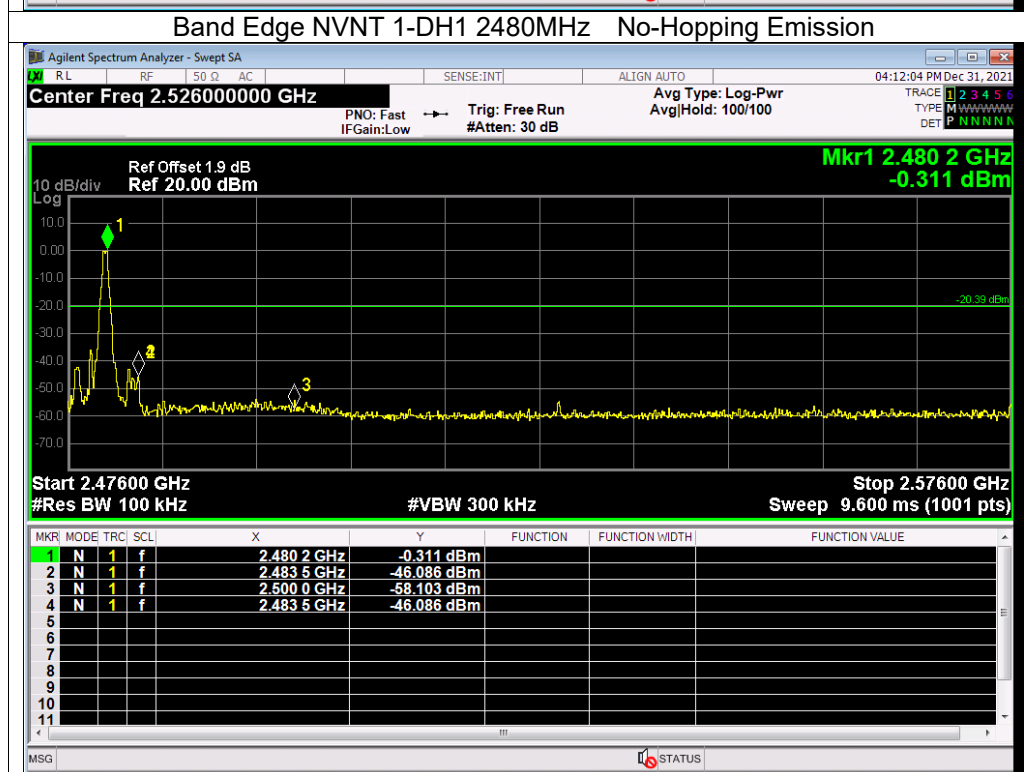 Band Edge NVNT 1-DH1 2480MHz No-Hopping Emission
Agilent Spectrum Analyzer - Swept SA
LXI RL RF 50 Ω AC SENSE:INT ALIGN AUTO 04:12:04 PM Dec 31, 2021
Center Freq 2.526000000 GHz
PNO: Fast
IFGain:Low
Trig: Free Run
#Atten: 30 dB
Avg Type: Log-Pwr
Avg|Hold: 100/100
TRACE 1 2 3 4 5 6
TYPE M W W W W W
DET P N N N N N
Mkr1 2.480 2 GHz
-0.311 dBm
Ref Offset 1.9 dB
10 dB/div Ref 20.00 dBm
Log
10.0
0.00
-10.0
-20.0
-30.0
-40.0
-50.0
-60.0
-70.0
1
2
3
-20.39 dBm
Start 2.47600 GHz Stop 2.57600 GHz
#Res BW 100 kHz #VBW 300 kHz Sweep 9.600 ms (1001 pts)
MKR MODE TRC SCL X Y FUNCTION FUNCTION WIDTH FUNCTION VALUE
1 N 1 f 2.480 2 GHz -0.311 dBm
2 N 1 f 2.483 5 GHz -46.086 dBm
3 N 1 f 2.500 0 GHz -58.103 dBm
4 N 1 f 2.483 5 GHz -46.086 dBm
5
6
7
8
9
10
11
MSG STATUS